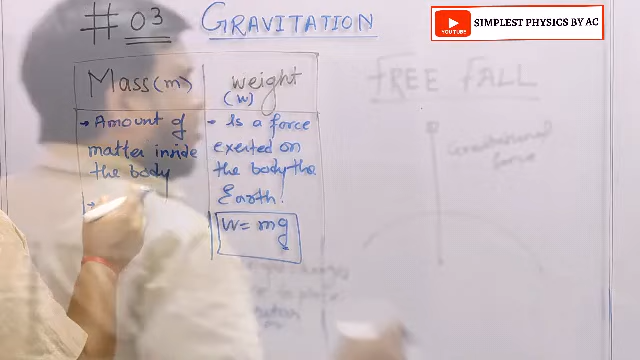 # 03 GRAVITATION
SIMPLEST PHYSICS BY AC
YOUTUBE
Mass (m)
weight
(W)
→ Amount of
matter inside
the body
→ Is a force
exerted on
the body the
Earth.
W = mg
FREE FALL
Gravitational
force